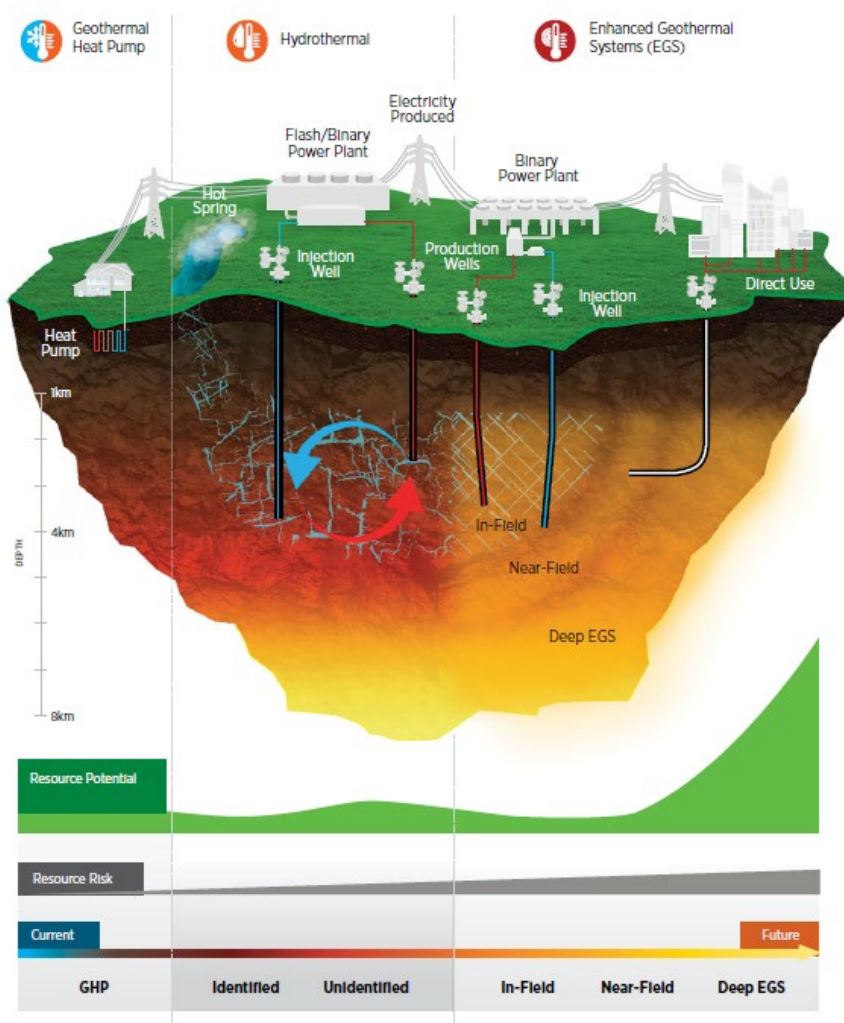 Geothermal
Heat Pump
Hydrothermal
Enhanced Geothermal
Systems (EGS)
Electricity
Produced
Flash/Binary
Power Plant
Binary
Power Plant
Hot
Spring
Injection
Well
Production
Wells
Injection
Well
Direct Use
Heat
Pump
1km
4km
8km
DEPTH
In-Field
Near-Field
Deep EGS
Resource Potential
Resource Risk
Current
Future
GHP
Identified
Unidentified
In-Field
Near-Field
Deep EGS